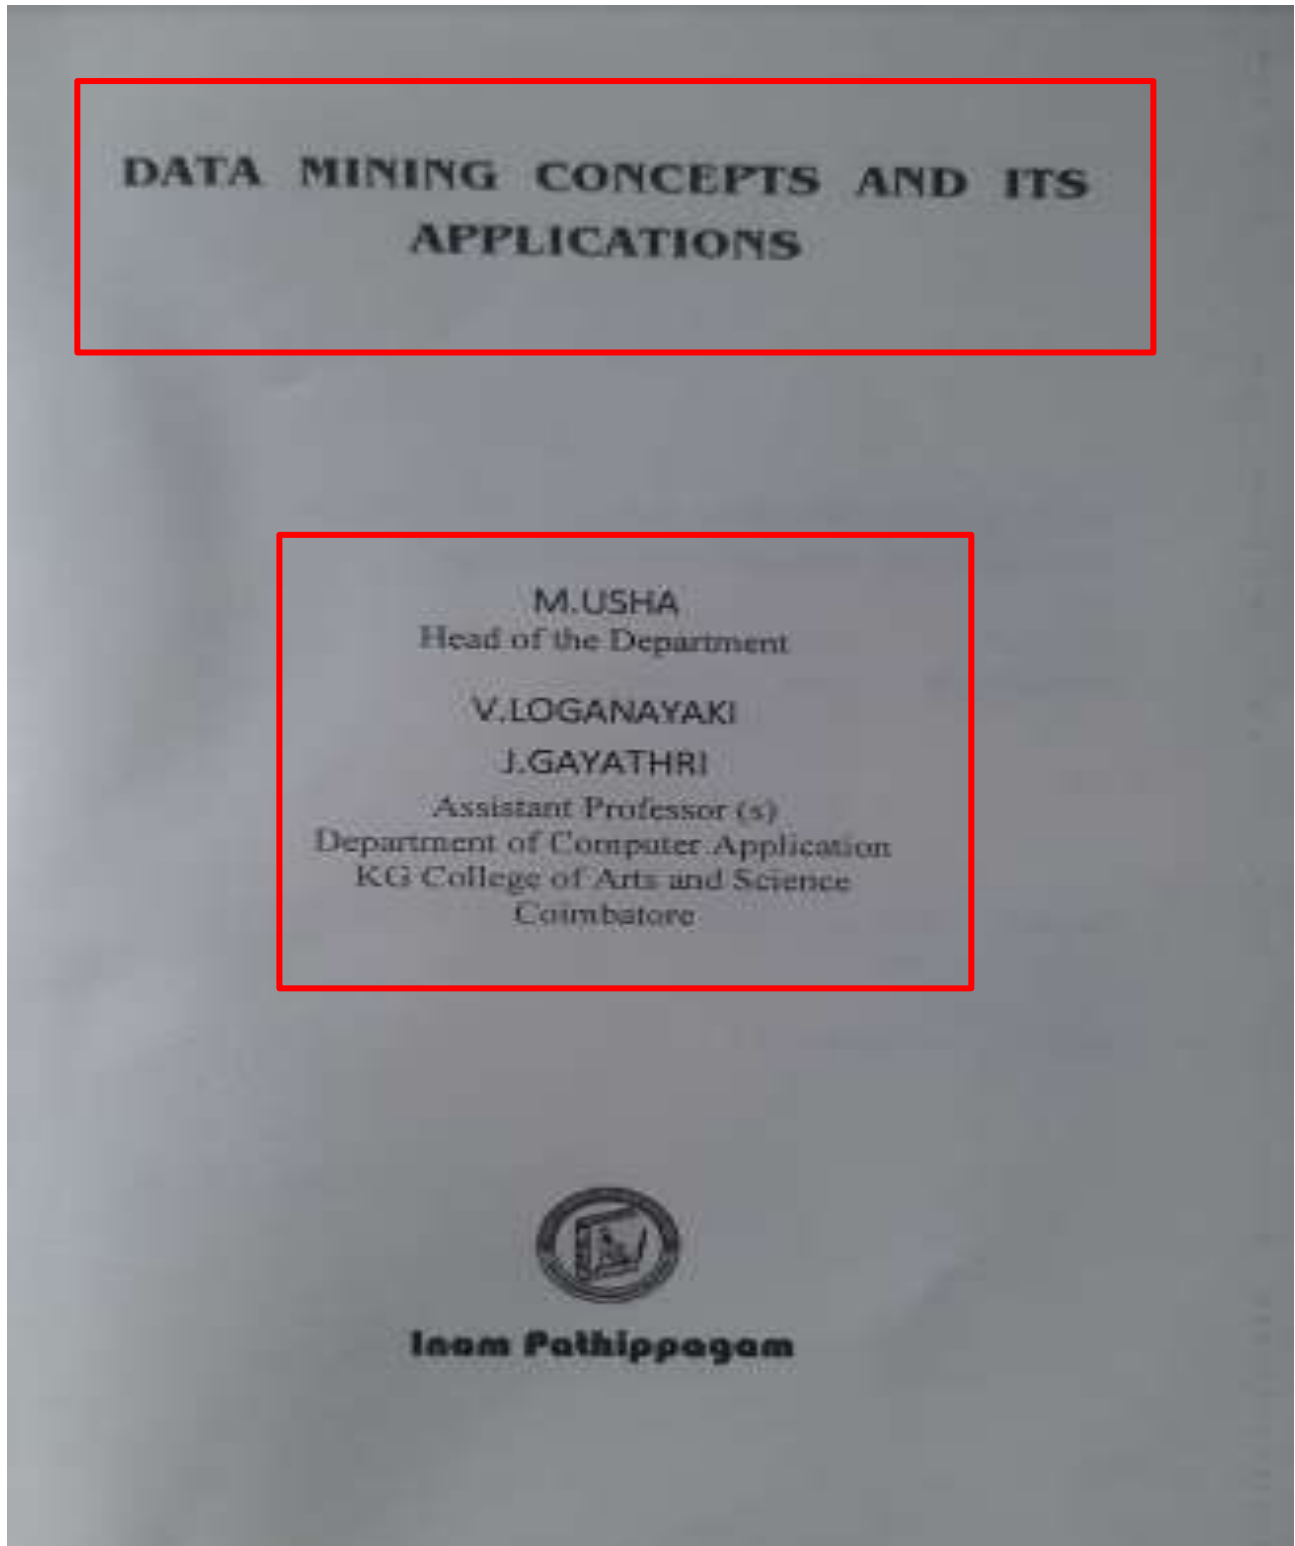 DATA MINING CONCEPTS AND ITS
APPLICATIONS
M.USHA
Head of the Department
V.LOGANAYAKI
J.GAYATHRI
Assistant Professor (s)
Department of Computer Application
KG College of Arts and Science
Coimbatore
Inam Pathippagam